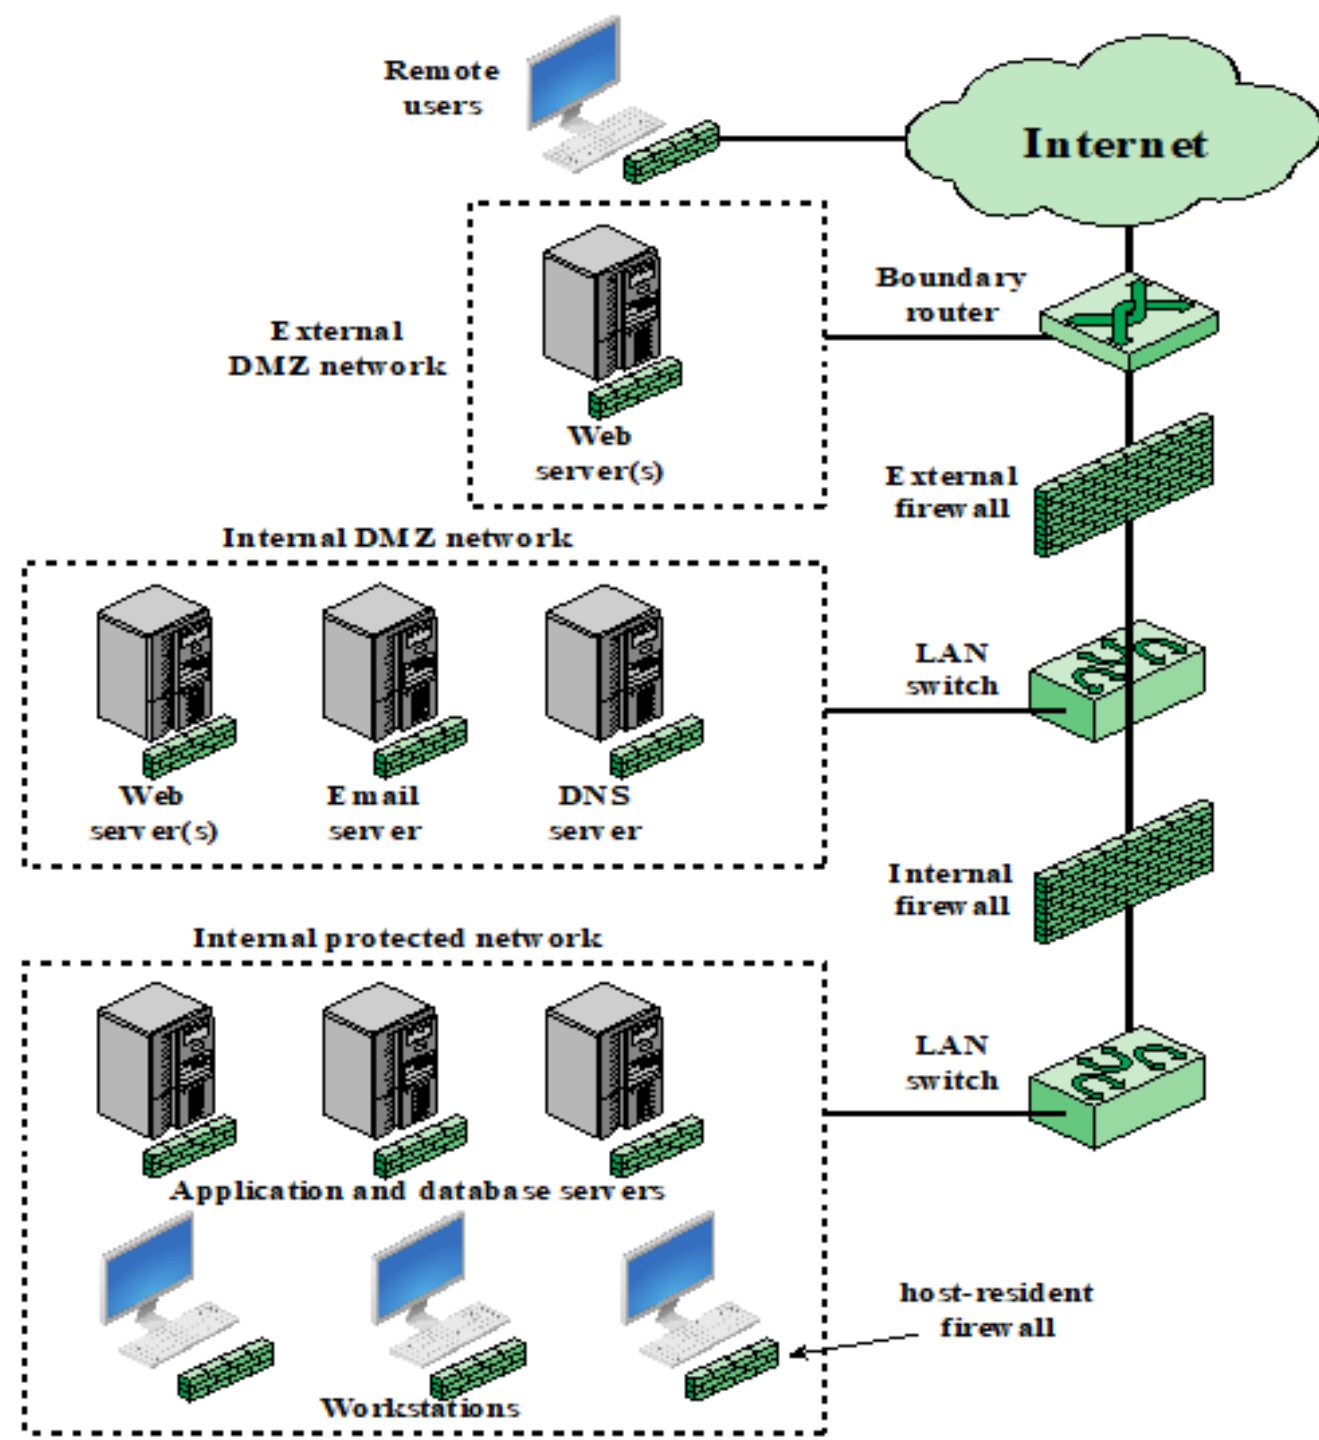 Remote
users
Internet
Boundary
router
External
DMZ network
Web
server(s)
External
firewall
Internal DMZ network
LAN
switch
Web
server(s)
Email
server
DNS
server
Internal
firewall
Internal protected network
LAN
switch
Application and database servers
host-resident
firewall
Workstations